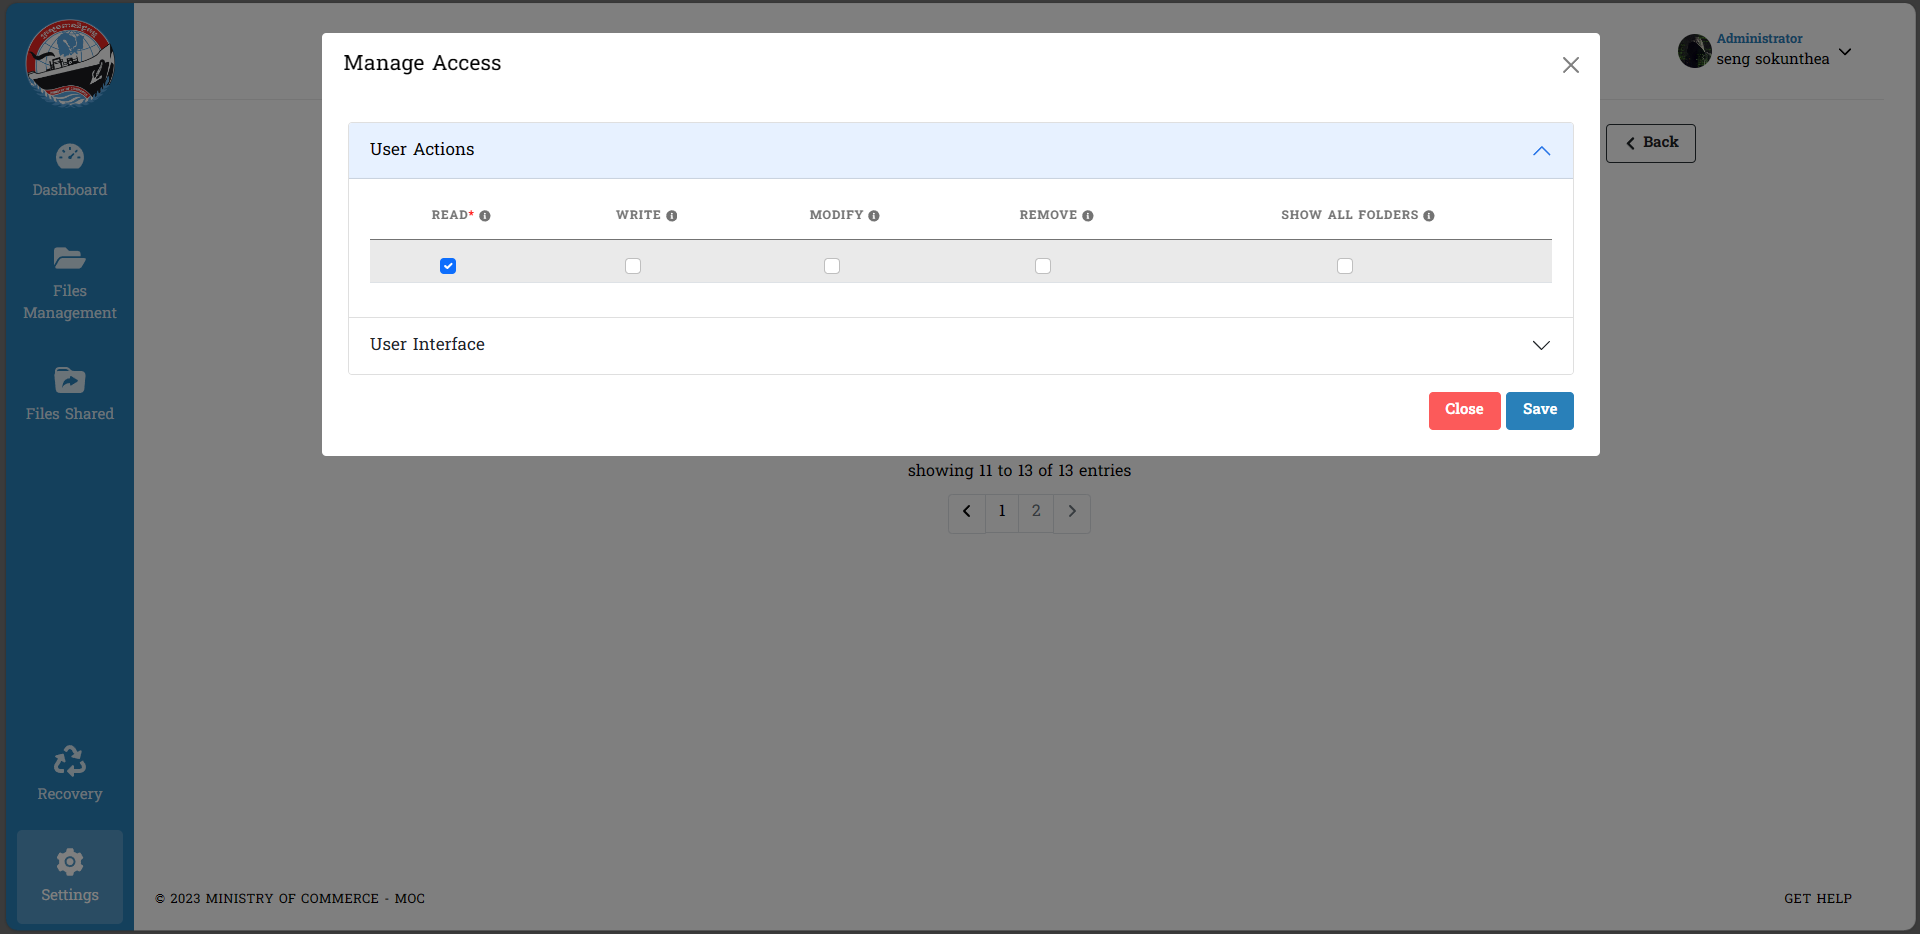 Manage Access
Administrator
seng sokunthea
User Actions
Back
Dashboard
READ*
WRITE
MODIFY
REMOVE
SHOW ALL FOLDERS
Files
Management
User Interface
Files Shared
Close
Save
showing 11 to 13 of 13 entries
1
2
Recovery
Settings
© 2023 MINISTRY OF COMMERCE - MOC
GET HELP